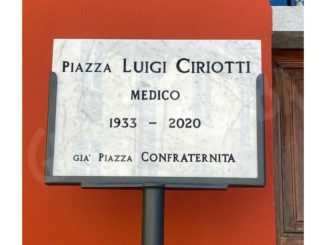 PIAZZA LUIGI CIRIOTTI
MEDICO
1933 – 2020
GIA' PIAZZA CONFRATERNITA